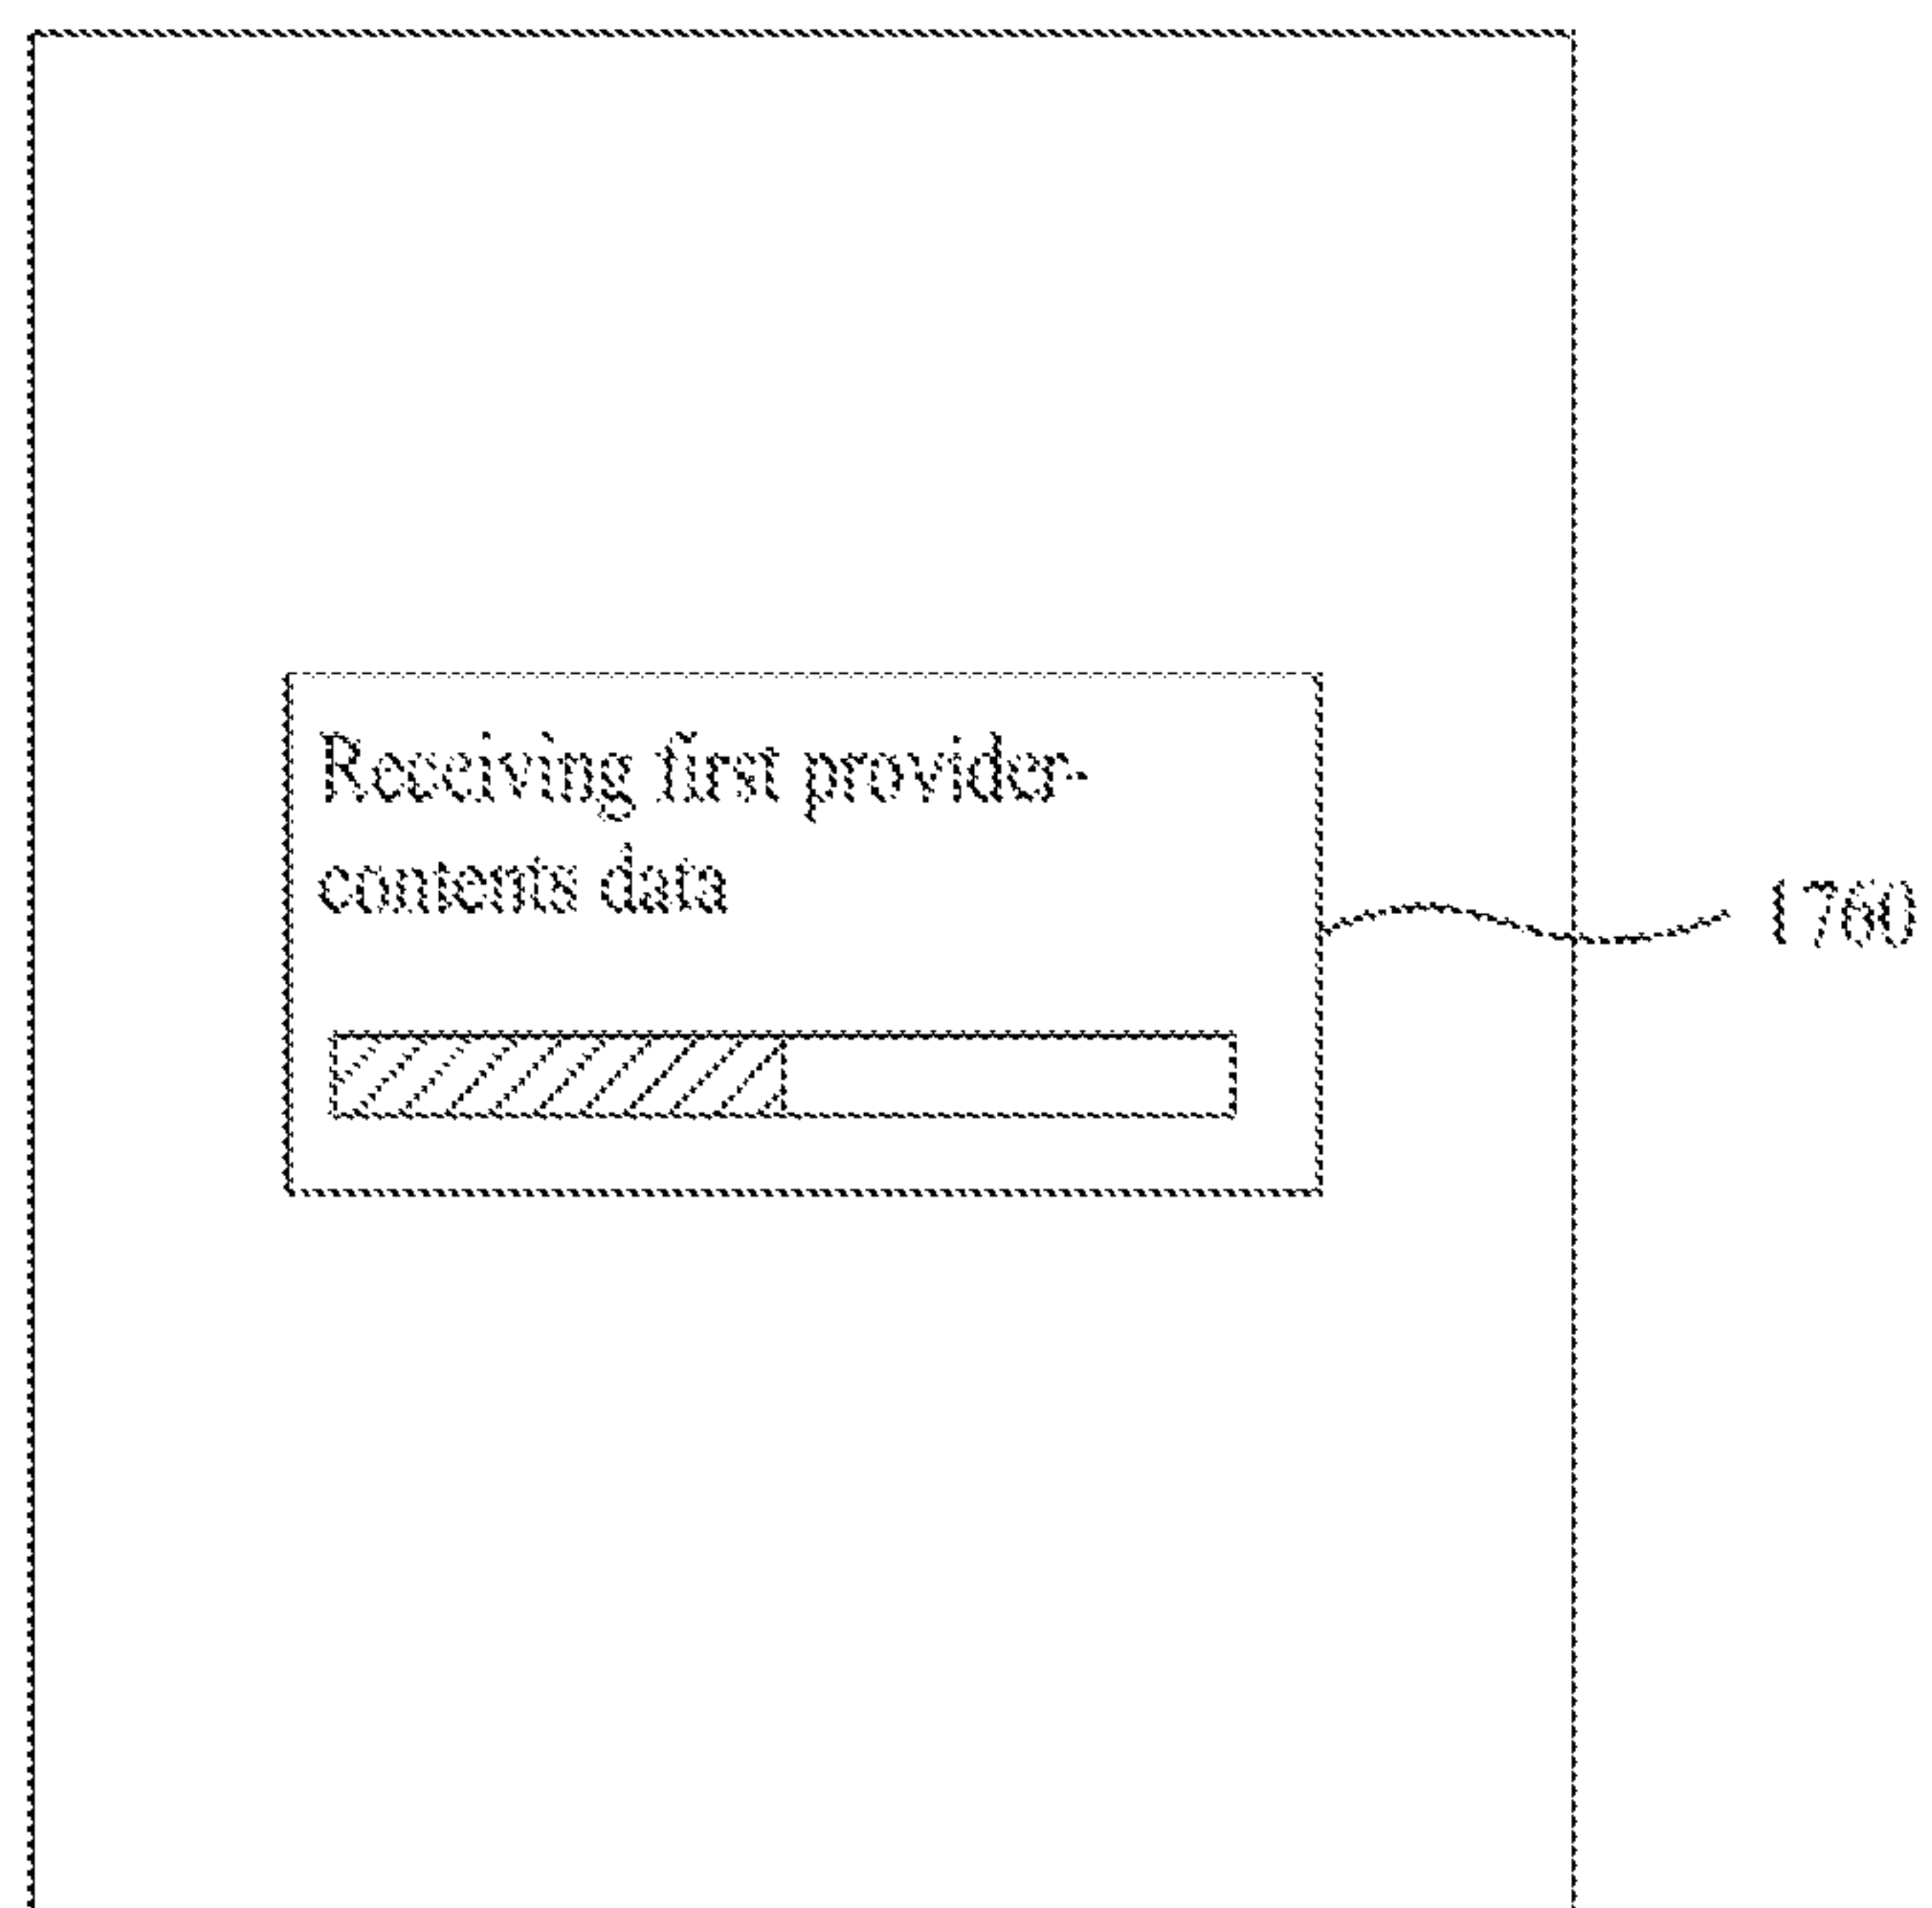 Receiving first provider-
contents data
1760